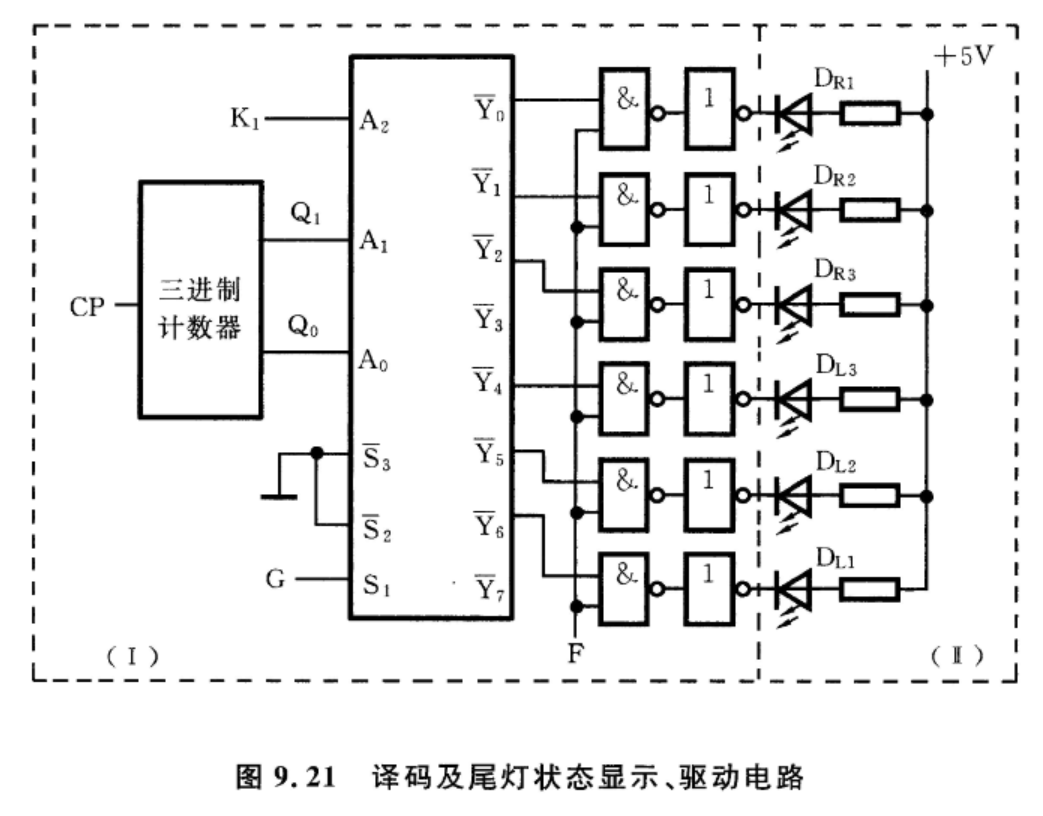 +5V
K₁
A₂
Y̅₀
&
1
D_R1
Y̅₁
&
1
D_R2
Q₁
A₁
Y̅₂
&
1
D_R3
CP
三进制
计数器
Q₀
A₀
Y̅₃
Y̅₄
&
1
D_L3
S̅₃
Y̅₅
&
1
D_L2
S̅₂
Y̅₆
G
S₁
Y̅₇
&
1
D_L1
F
(Ⅰ)
(Ⅱ)
图 9.21 译码及尾灯状态显示、驱动电路